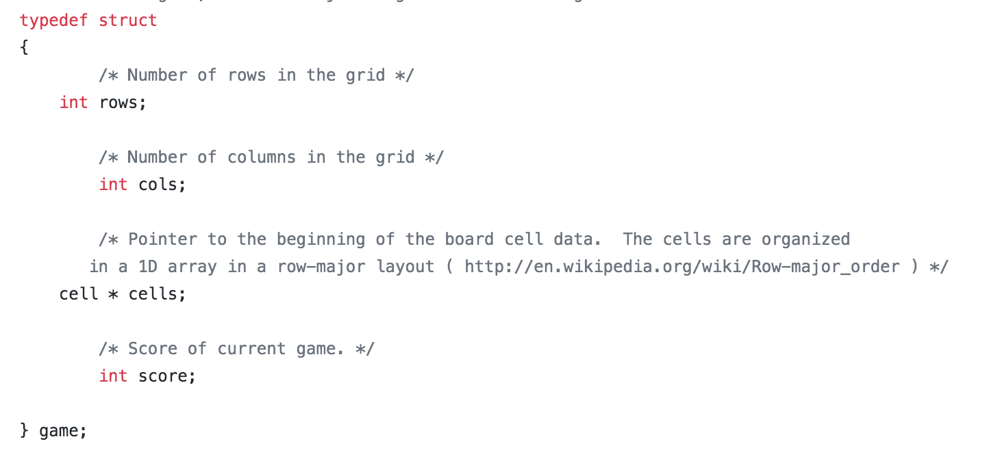 typedef struct
{
/* Number of rows in the grid */
int rows;
/* Number of columns in the grid */
int cols;
/* Pointer to the beginning of the board cell data.  The cells are organized
in a 1D array in a row-major layout ( http://en.wikipedia.org/wiki/Row-major_order ) */
cell * cells;
/* Score of current game. */
int score;
} game;